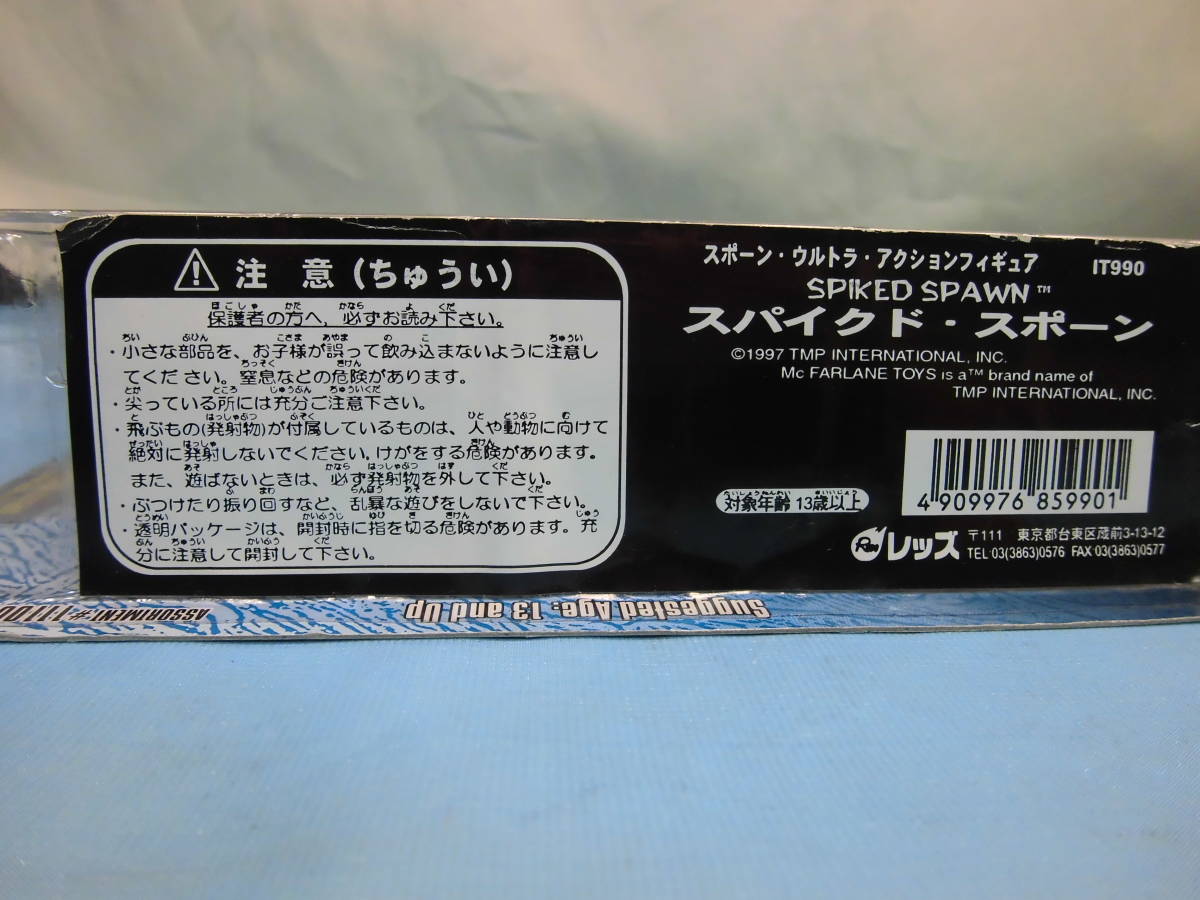 注意(ちゅうい)
保護者の方へ、必ずお読み下さい。
・小さな部品を、お子様が誤って飲み込まないように注意し
てください。窒息などの危険があります。
・尖っている所には充分ご注意下さい。
・飛ぶもの(発射物)が付属しているものは、人や動物に向けて
絶対に発射しないでください。けがをする危険があります。
また、遊ばないときは、必ず発射物を外して下さい。
・ぶつけたり振り回すなど、乱暴な遊びをしないで下さい。
・透明パッケージは、開封時に指を切る危険があります。充
分に注意して開封して下さい。
スポーン・ウルトラ・アクションフィギュア IT990
SPIKED SPAWN™
スパイクド・スポーン
©1997 TMP INTERNATIONAL, INC.
Mc FARLANE TOYS is a™ brand name of
TMP INTERNATIONAL, INC.
4 909976 859901
対象年齢 13歳以上
レッズ
〒111 東京都台東区蔵前3-13-12
TEL:03(3863)0576 FAX:03(3863)0577
Suggested Age: 13 and Up
ASSORTMENT #